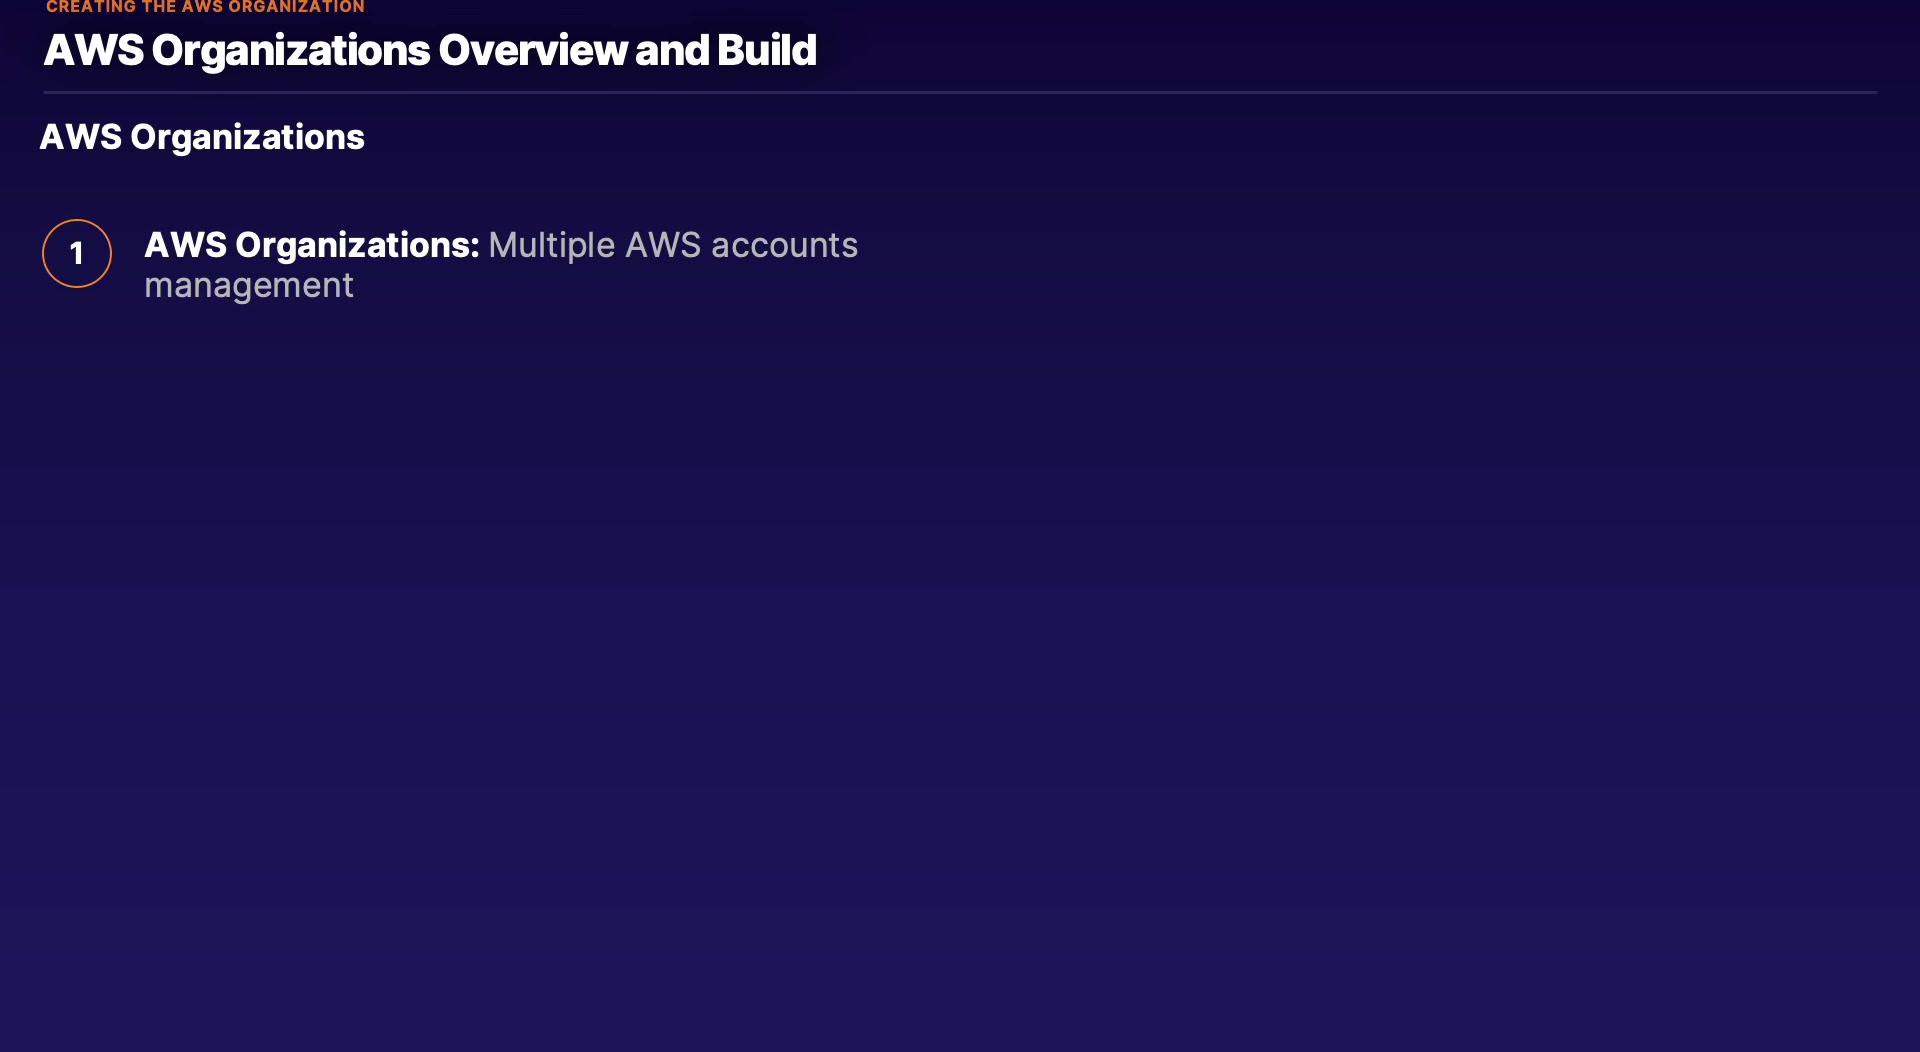 CREATING THE AWS ORGANIZATION
AWS Organizations Overview and Build
AWS Organizations
1
AWS Organizations: Multiple AWS accounts
management